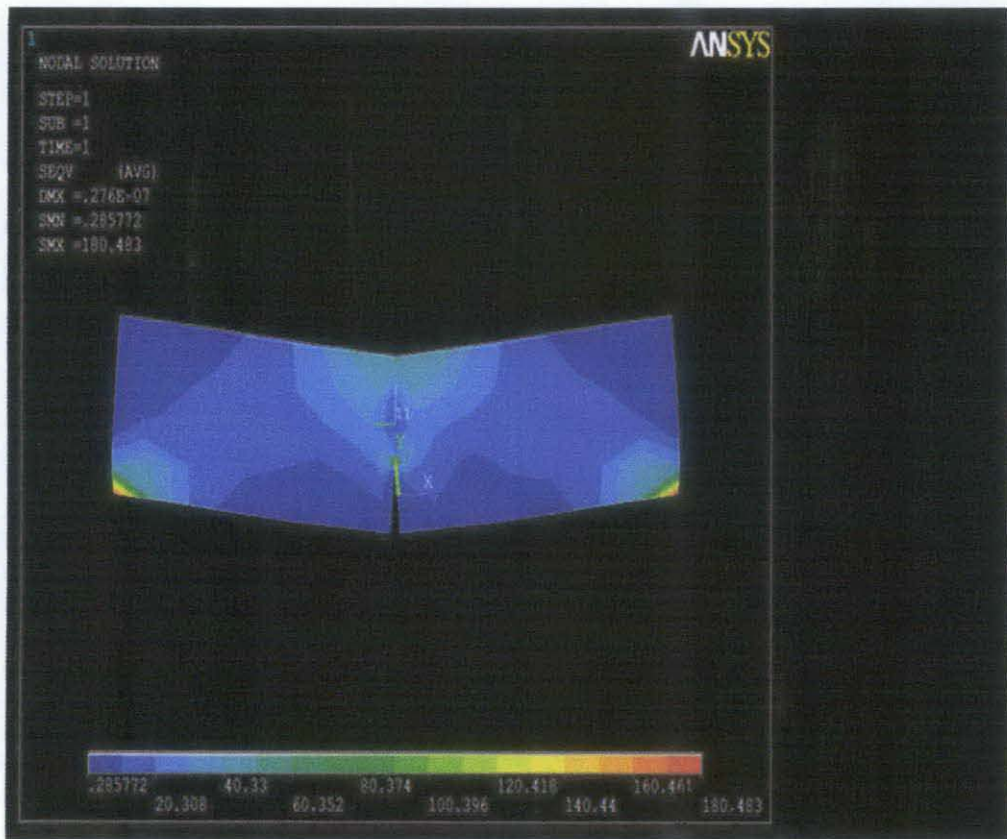 1
ANSYS
NODAL SOLUTION
STEP=1
SUB =1
TIME=1
SEQV (AVG)
DMX =.276E-07
SMN =.285772
SMX =180.483
Y
X
.285772 40.33 80.374 120.418 160.461
20.308 60.352 100.396 140.44 180.483